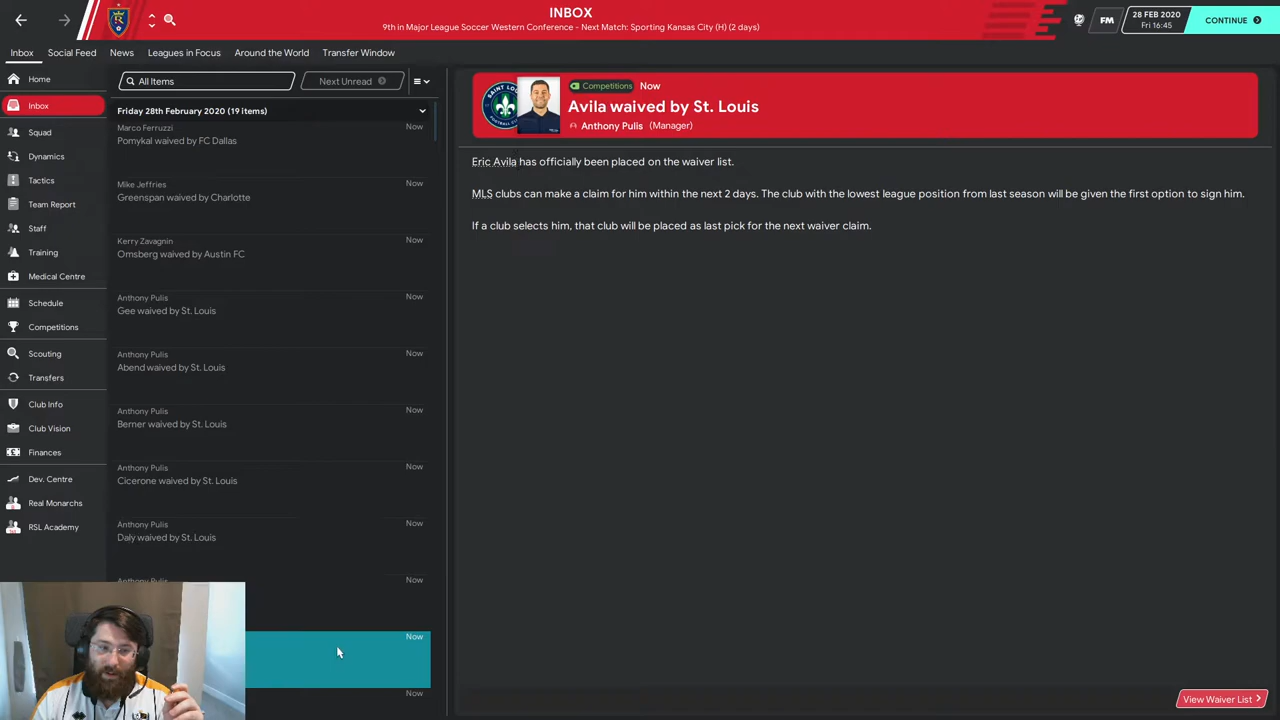 INBOX
9th in Major League Soccer Western Conference - Next Match: Sporting Kansas City (H) (2 days)
FM
28 FEB 2020
Fri 16:45
CONTINUE
Inbox
Social Feed
News
Leagues in Focus
Around the World
Transfer Window
Home
Inbox
Squad
Dynamics
Tactics
Team Report
Staff
Training
Medical Centre
Schedule
Competitions
Scouting
Transfers
Club Info
Club Vision
Finances
Dev. Centre
Real Monarchs
RSL Academy
All Items
Next Unread
Friday 28th February 2020 (19 items)
Marco Ferruzzi
Now
Pomykal waived by FC Dallas
Mike Jeffries
Now
Greenspan waived by Charlotte
Kerry Zavagnin
Now
Omsberg waived by Austin FC
Anthony Pulis
Now
Gee waived by St. Louis
Anthony Pulis
Now
Abend waived by St. Louis
Anthony Pulis
Now
Berner waived by St. Louis
Anthony Pulis
Now
Cicerone waived by St. Louis
Anthony Pulis
Now
Daly waived by St. Louis
Anthony Pulis
Now
Now
Now
Competitions
Now
Avila waived by St. Louis
Anthony Pulis (Manager)
Eric Avila has officially been placed on the waiver list.
MLS clubs can make a claim for him within the next 2 days. The club with the lowest league position from last season will be given the first option to sign him.
If a club selects him, that club will be placed as last pick for the next waiver claim.
View Waiver List